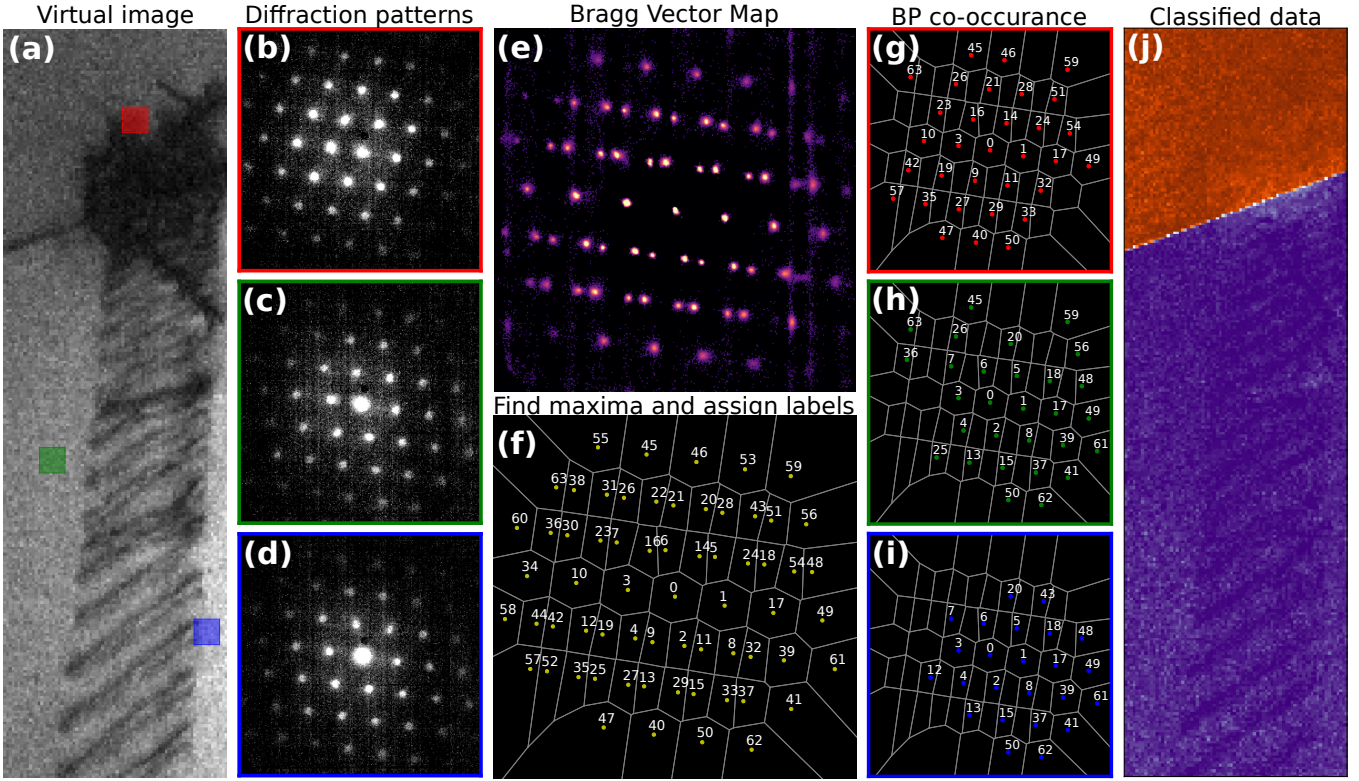 Virtual image
Diffraction patterns
Bragg Vector Map
BP co-occurance
Classified data
(a)
(b)
(c)
(d)
(e)
Find maxima and assign labels
(f)
55 45 46 53 59
63 38 31 26 22 21 20 28 43 51 56
60 36 30 23 7 16 6 14 5 24 18 54 48
34 10 3 0 1 17 49
58 44 42 12 19 4 9 2 11 8 32 39 61
57 52 35 25 27 13 29 15 33 37 41
47 40 50 62
(g)
45 46 59
63 26 21 28 51
23 16 14 24 54
10 3 0 1 17 49
42 19 9 11 32
57 35 27 29 33
47 40 50
(h)
45 59
63 26 20 56
36 7 6 5 18 48
3 0 1 17 49
4 2 8 39 61
25 13 15 37 41
50 62
(i)
20 43
7 6 5 18 48
3 0 1 17 49
12 4 2 8 39 61
13 15 37 41
50 62
(j)